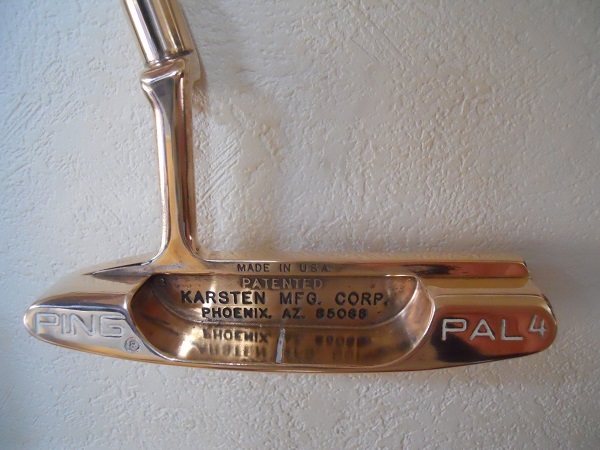 MADE IN U.S.A.
PATENTED
KARSTEN MFG. CORP.
PHOENIX, AZ. 85068
PING ®
PAL 4